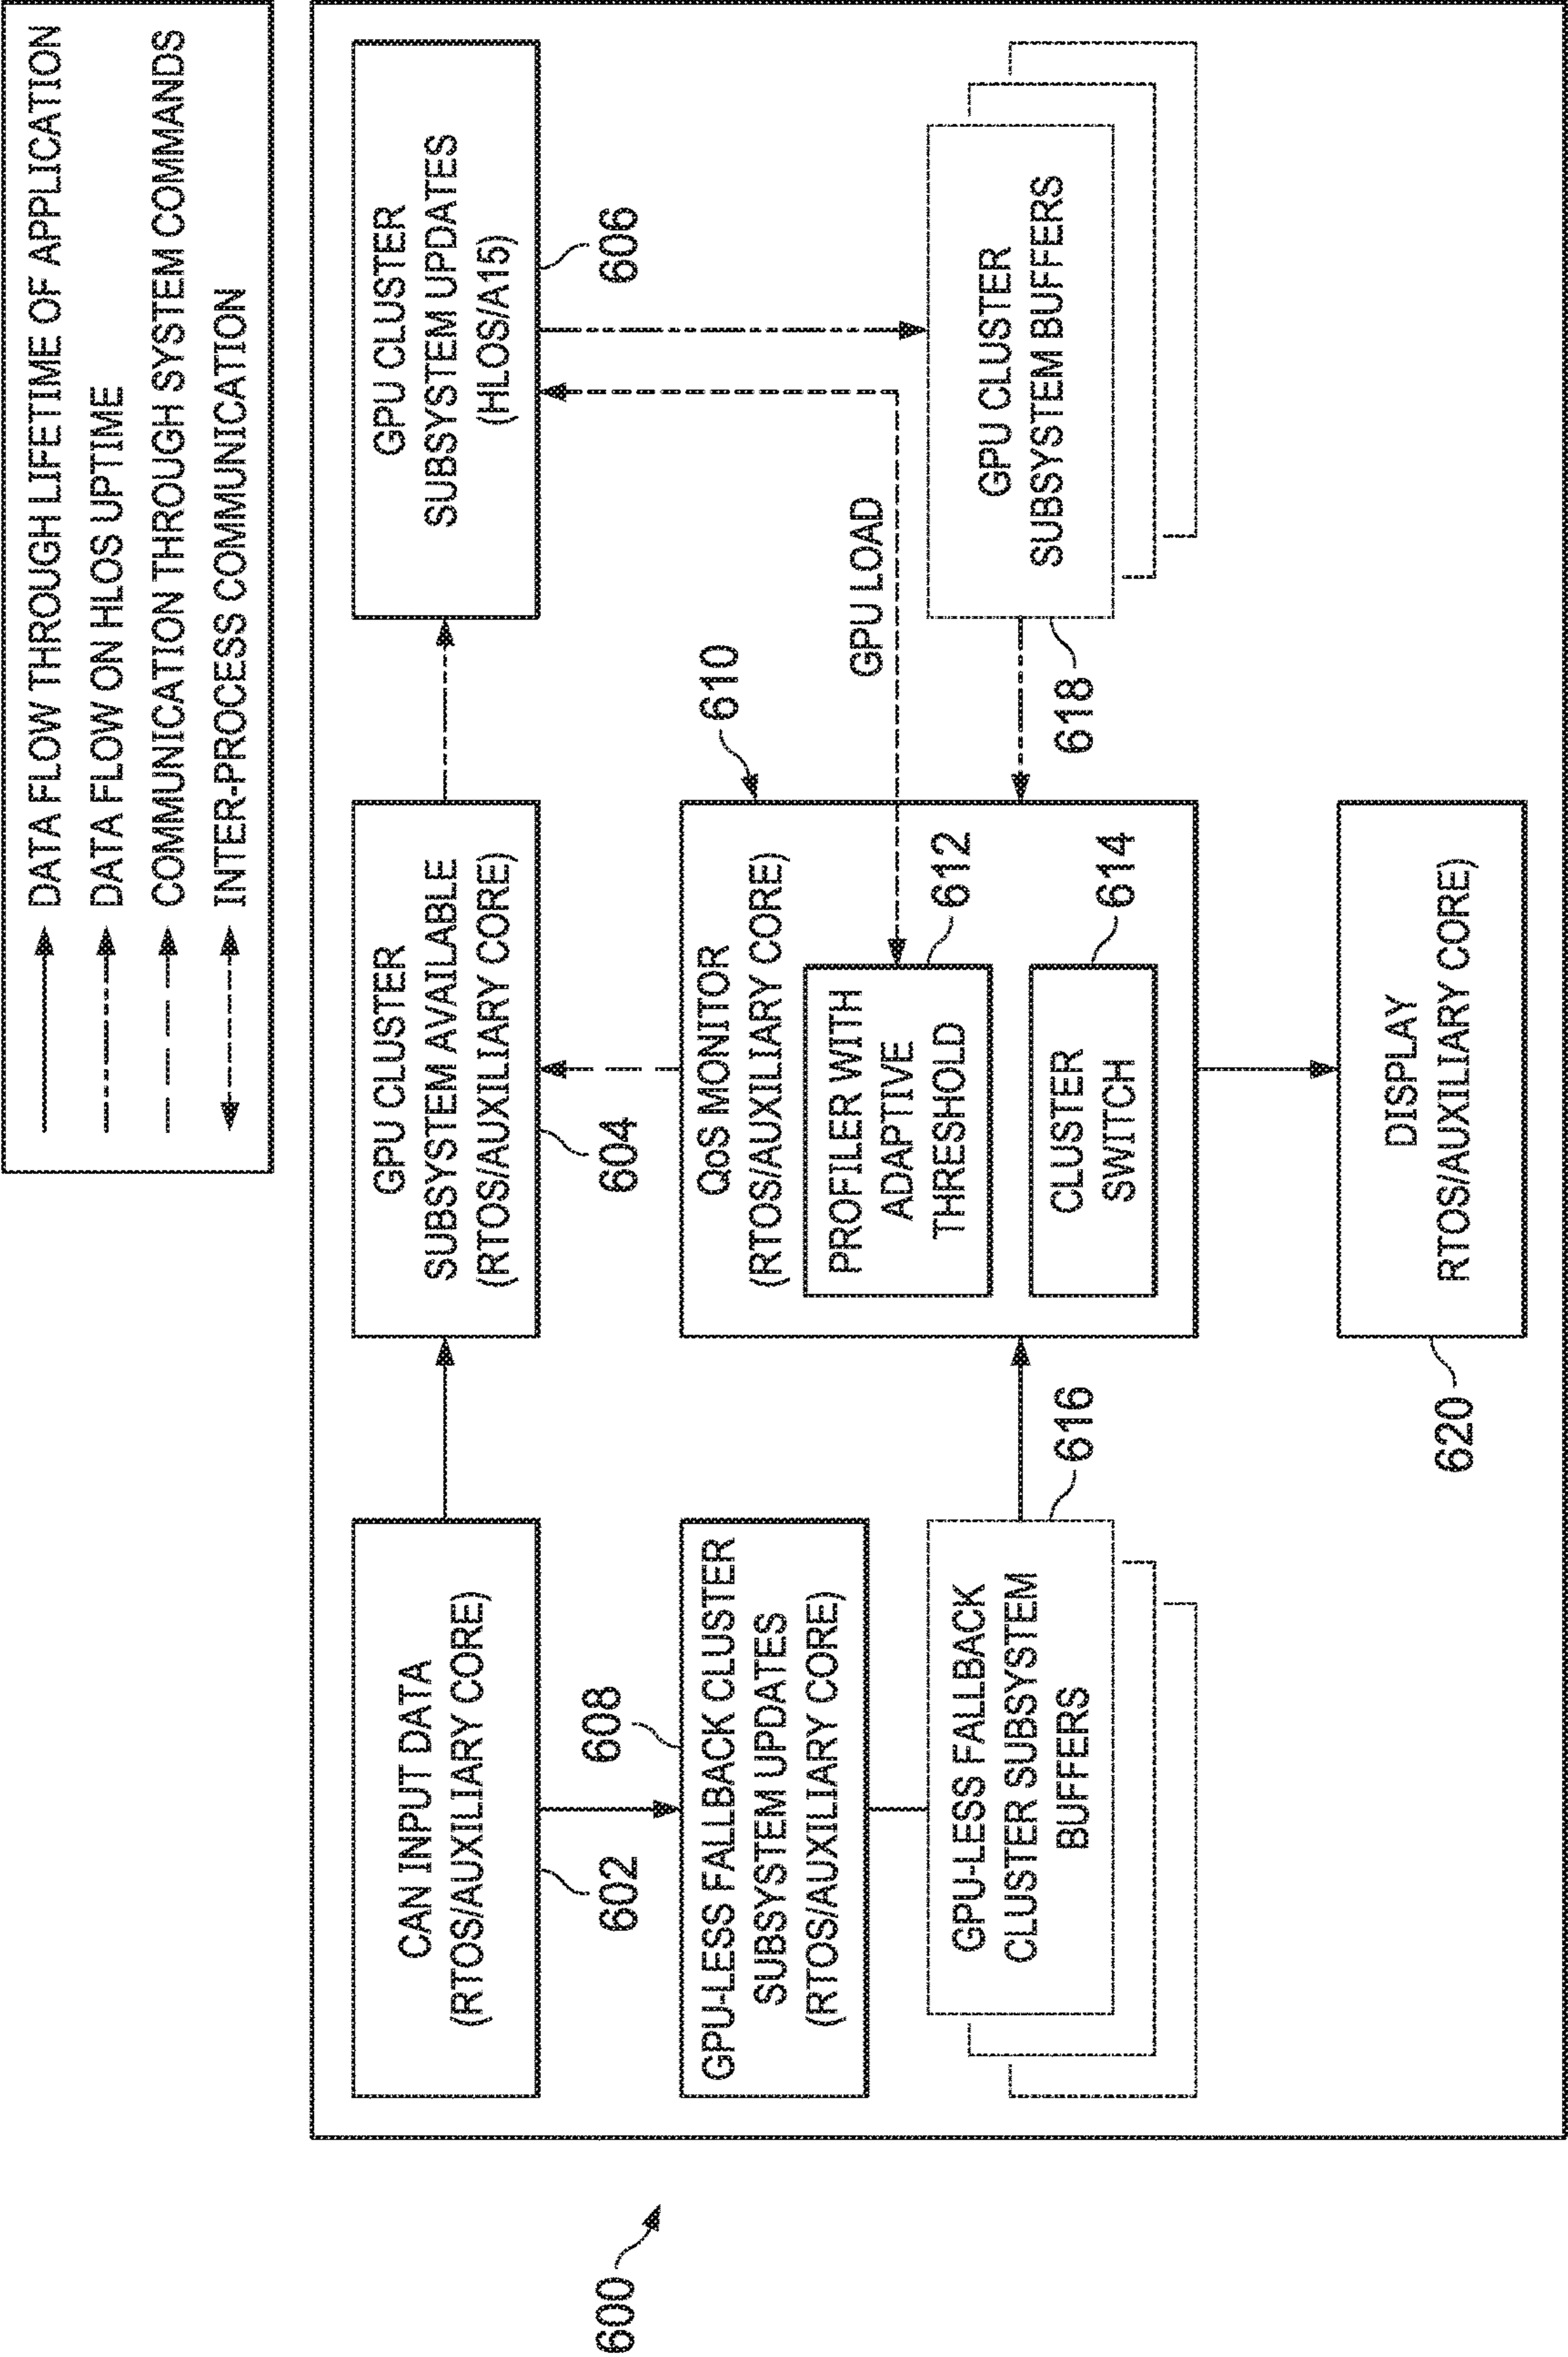 DATA FLOW THROUGH LIFETIME OF APPLICATION
DATA FLOW ON HLOS UPTIME
COMMUNICATION THROUGH SYSTEM COMMANDS
INTER-PROCESS COMMUNICATION
600
CAN INPUT DATA
(RTOS/AUXILIARY CORE)
602
GPU CLUSTER
SUBSYSTEM AVAILABLE
(RTOS/AUXILIARY CORE)
604
GPU CLUSTER
SUBSYSTEM UPDATES
(HLOS/A15)
606
608
GPU-LESS FALLBACK CLUSTER
SUBSYSTEM UPDATES
(RTOS/AUXILIARY CORE)
610
QoS MONITOR
(RTOS/AUXILIARY CORE)
PROFILER WITH
ADAPTIVE
THRESHOLD
612
CLUSTER
SWITCH
614
GPU LOAD
GPU-LESS FALLBACK
CLUSTER SUBSYSTEM
BUFFERS
616
GPU CLUSTER
SUBSYSTEM BUFFERS
618
DISPLAY
RTOS/AUXILIARY CORE)
620